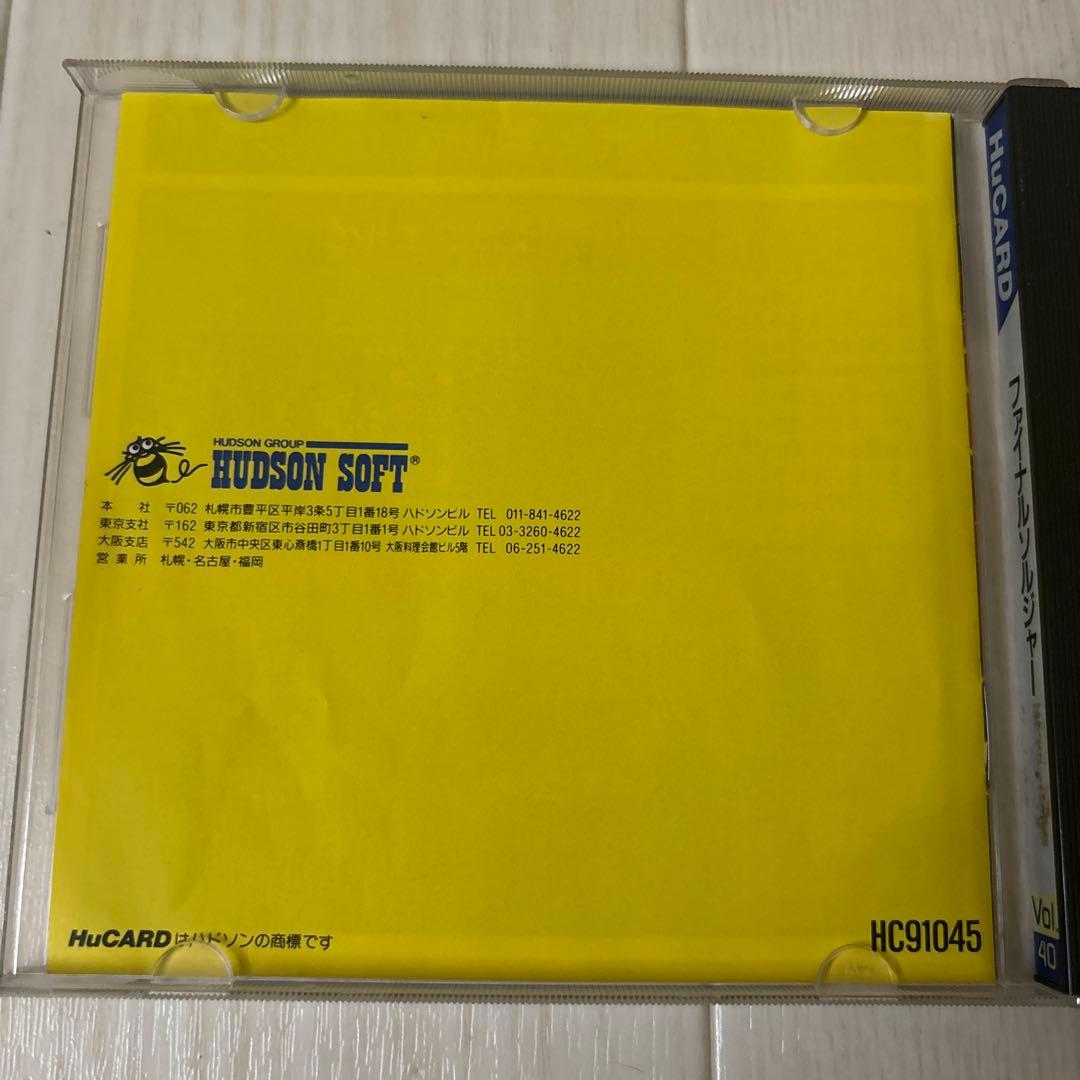 HUDSON GROUP
HUDSON SOFT®
本社 〒062 札幌市豊平区平岸3条5丁目1番18号 ハドソンビル TEL 011-841-4622
東京支社 〒162 東京都新宿区市谷田町3丁目1番1号 ハドソンビル TEL 03-3260-4622
大阪支店 〒542 大阪市中央区東心斎橋1丁目1番10号 大阪料理会館ビル5階 TEL 06-251-4622
営業所 札幌・名古屋・福岡
HuCARDはハドソンの商標です
HC91045
HuCARD
ファイナルソルジャー
Vol.
40